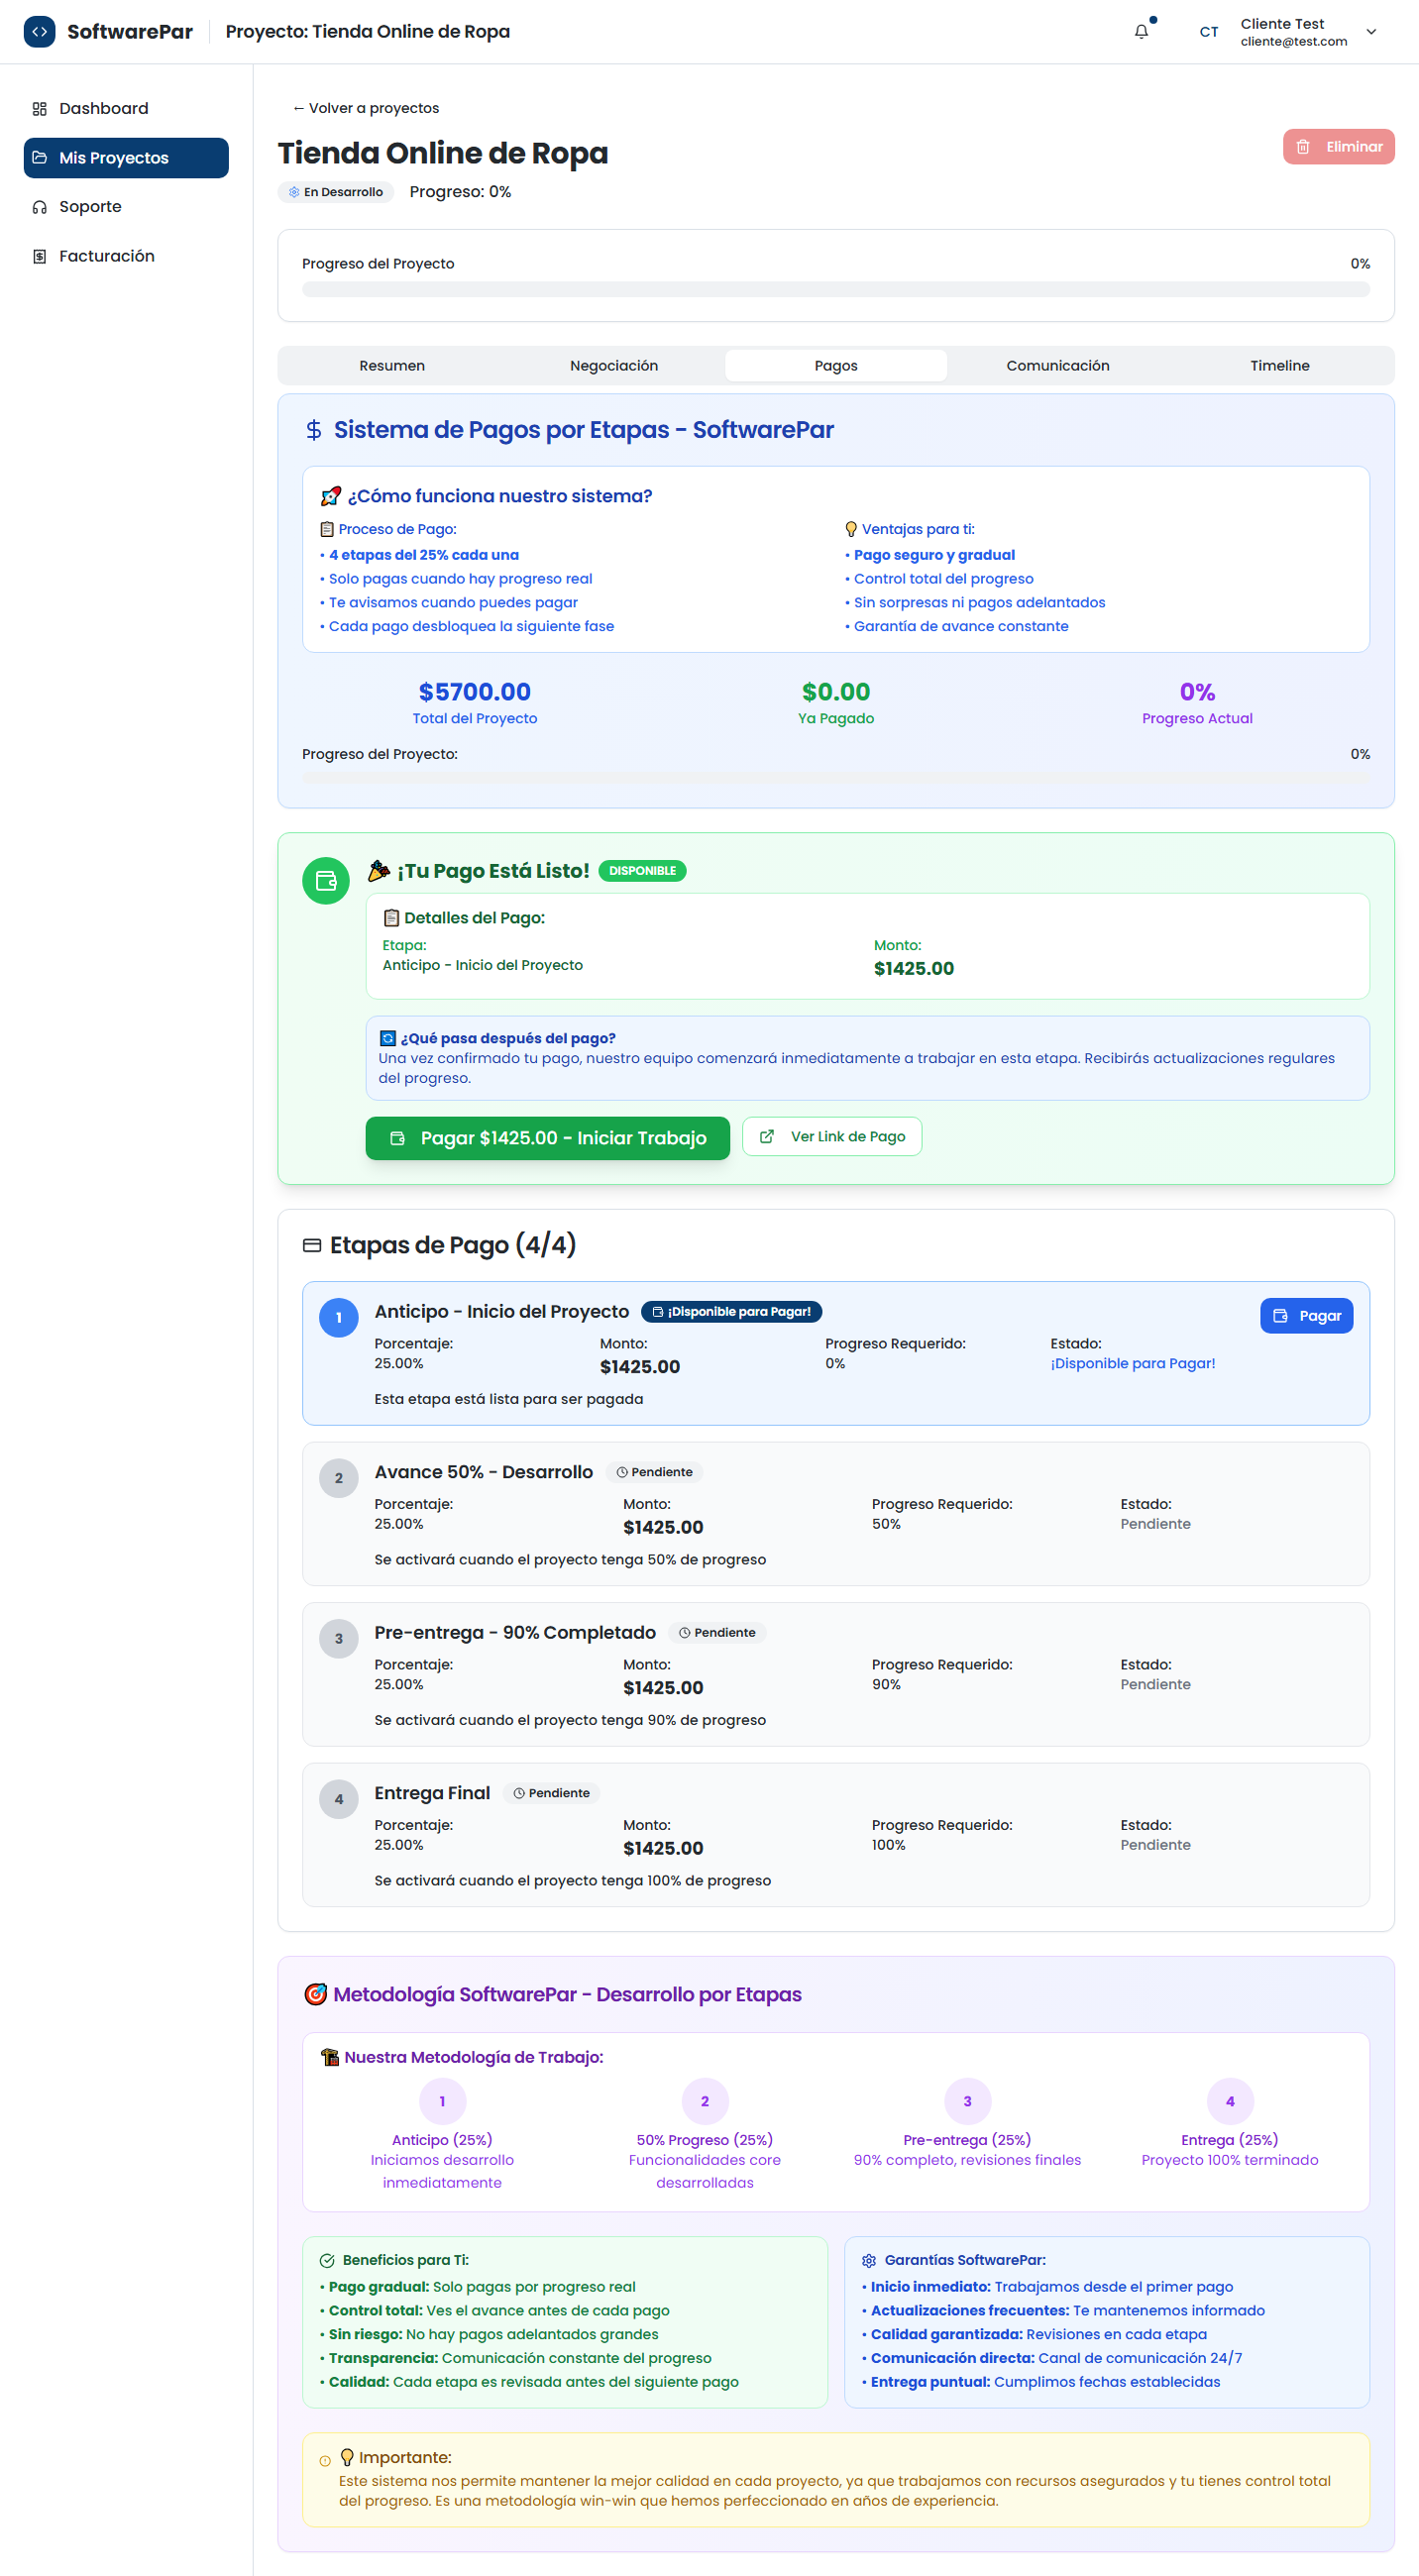 SoftwarePar
Proyecto: Tienda Online de Ropa
CT
Cliente Test
cliente@test.com
Dashboard
Mis Proyectos
Soporte
Facturación
← Volver a proyectos
Tienda Online de Ropa
Eliminar
En Desarrollo
Progreso: 0%
Progreso del Proyecto
0%
Resumen
Negociación
Pagos
Comunicación
Timeline
Sistema de Pagos por Etapas - SoftwarePar
🚀 ¿Cómo funciona nuestro sistema?
📋 Proceso de Pago:
• 4 etapas del 25% cada una
• Solo pagas cuando hay progreso real
• Te avisamos cuando puedes pagar
• Cada pago desbloquea la siguiente fase
💡 Ventajas para ti:
• Pago seguro y gradual
• Control total del progreso
• Sin sorpresas ni pagos adelantados
• Garantía de avance constante
$5700.00
Total del Proyecto
$0.00
Ya Pagado
0%
Progreso Actual
Progreso del Proyecto:
0%
🎉 ¡Tu Pago Está Listo!
DISPONIBLE
📋 Detalles del Pago:
Etapa:
Anticipo - Inicio del Proyecto
Monto:
$1425.00
🔄 ¿Qué pasa después del pago?
Una vez confirmado tu pago, nuestro equipo comenzará inmediatamente a trabajar en esta etapa. Recibirás actualizaciones regulares
del progreso.
Pagar $1425.00 - Iniciar Trabajo
Ver Link de Pago
Etapas de Pago (4/4)
1
Anticipo - Inicio del Proyecto
¡Disponible para Pagar!
Pagar
Porcentaje:
25.00%
Monto:
$1425.00
Progreso Requerido:
0%
Estado:
¡Disponible para Pagar!
Esta etapa está lista para ser pagada
2
Avance 50% - Desarrollo
Pendiente
Porcentaje:
25.00%
Monto:
$1425.00
Progreso Requerido:
50%
Estado:
Pendiente
Se activará cuando el proyecto tenga 50% de progreso
3
Pre-entrega - 90% Completado
Pendiente
Porcentaje:
25.00%
Monto:
$1425.00
Progreso Requerido:
90%
Estado:
Pendiente
Se activará cuando el proyecto tenga 90% de progreso
4
Entrega Final
Pendiente
Porcentaje:
25.00%
Monto:
$1425.00
Progreso Requerido:
100%
Estado:
Pendiente
Se activará cuando el proyecto tenga 100% de progreso
🎯 Metodología SoftwarePar - Desarrollo por Etapas
🏗️ Nuestra Metodología de Trabajo:
1
Anticipo (25%)
Iniciamos desarrollo
inmediatamente
2
50% Progreso (25%)
Funcionalidades core
desarrolladas
3
Pre-entrega (25%)
90% completo, revisiones finales
4
Entrega (25%)
Proyecto 100% terminado
Beneficios para Ti:
• Pago gradual: Solo pagas por progreso real
• Control total: Ves el avance antes de cada pago
• Sin riesgo: No hay pagos adelantados grandes
• Transparencia: Comunicación constante del progreso
• Calidad: Cada etapa es revisada antes del siguiente pago
Garantías SoftwarePar:
• Inicio inmediato: Trabajamos desde el primer pago
• Actualizaciones frecuentes: Te mantenemos informado
• Calidad garantizada: Revisiones en cada etapa
• Comunicación directa: Canal de comunicación 24/7
• Entrega puntual: Cumplimos fechas establecidas
💡 Importante:
Este sistema nos permite mantener la mejor calidad en cada proyecto, ya que trabajamos con recursos asegurados y tu tienes control total
del progreso. Es una metodología win-win que hemos perfeccionado en años de experiencia.